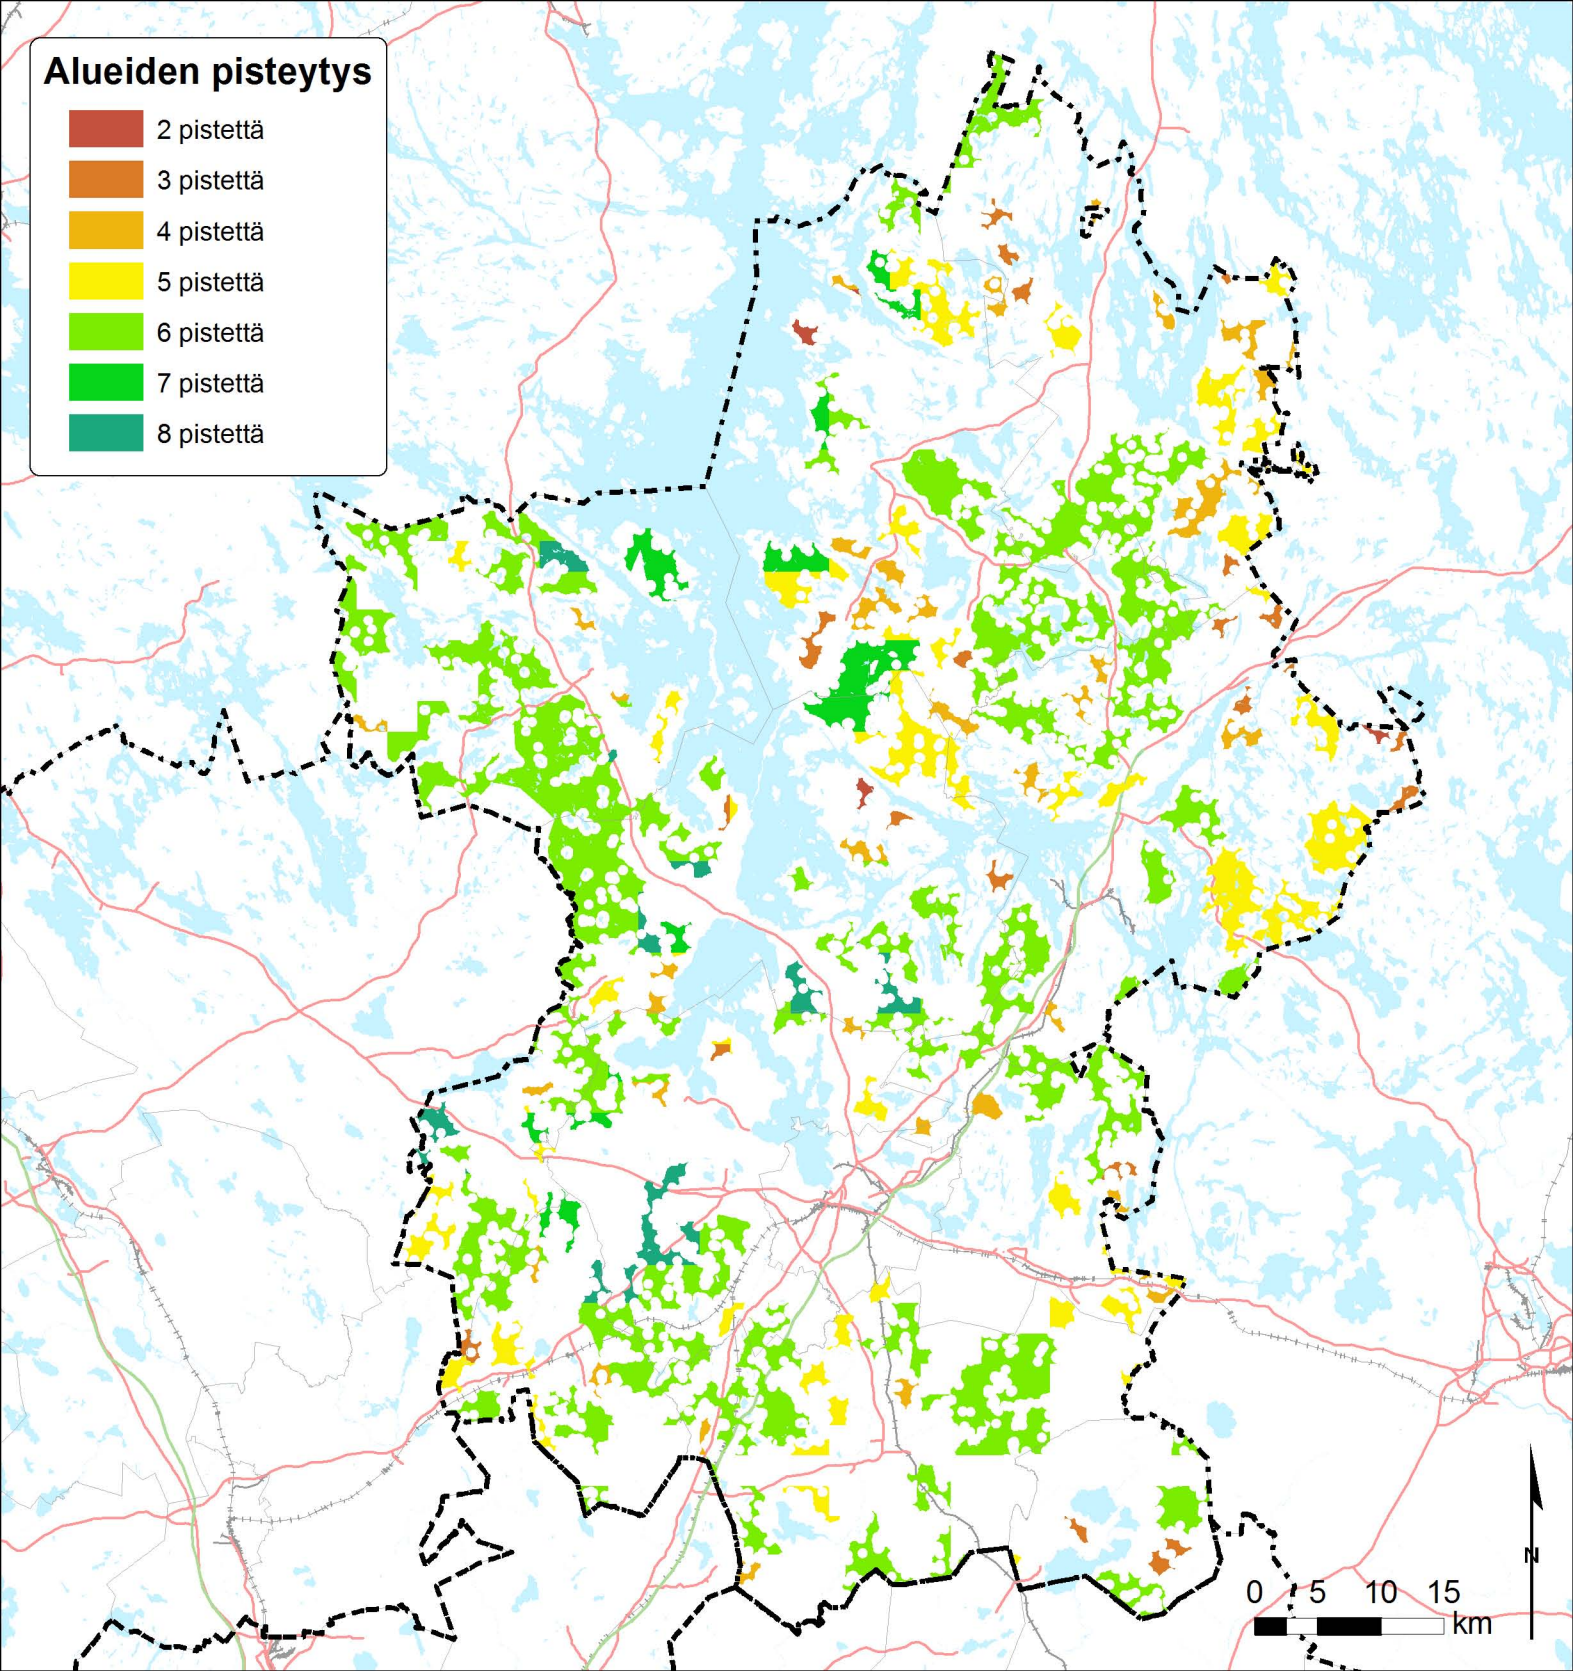 Alueiden pisteytys
2 pistettä
3 pistettä
4 pistettä
5 pistettä
6 pistettä
7 pistettä
8 pistettä
N
0 5 10 15
km